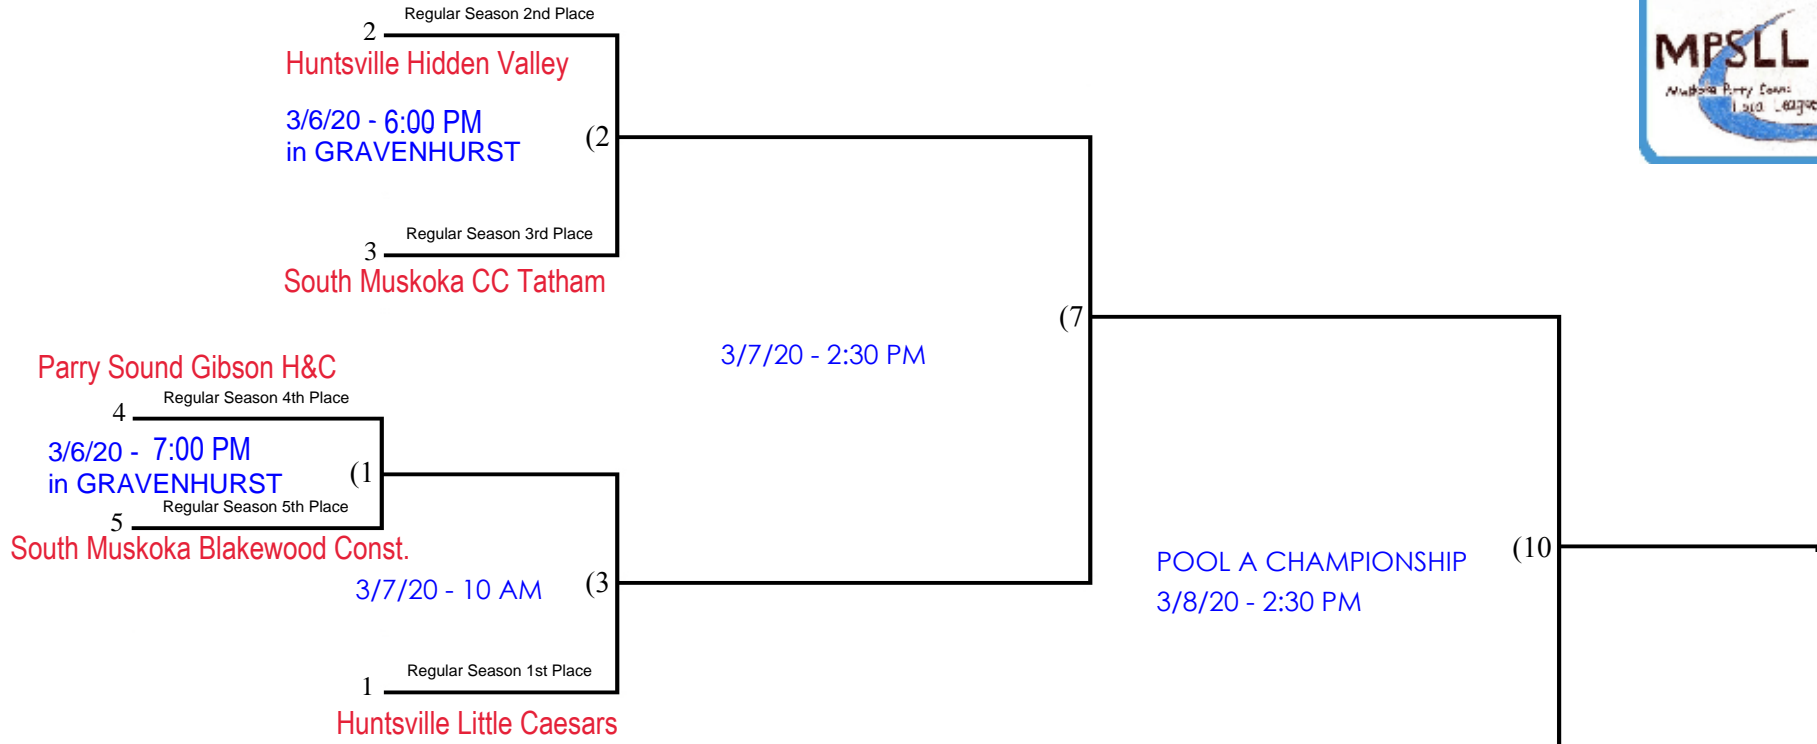 Regular Season 2nd Place
2
Huntsville Hidden Valley
3/6/20 - 6:00 PM
in GRAVENHURST
(2
Regular Season 3rd Place
3
South Muskoka CC Tatham
MPSLL
(7
3/7/20 - 2:30 PM
Parry Sound Gibson H&C
Regular Season 4th Place
4
3/6/20 - 7:00 PM
in GRAVENHURST
(1
Regular Season 5th Place
5
South Muskoka Blakewood Const.
3/7/20 - 10 AM
(3
POOL A CHAMPIONSHIP
3/8/20 - 2:30 PM
(10
Regular Season 1st Place
1
Huntsville Little Caesars